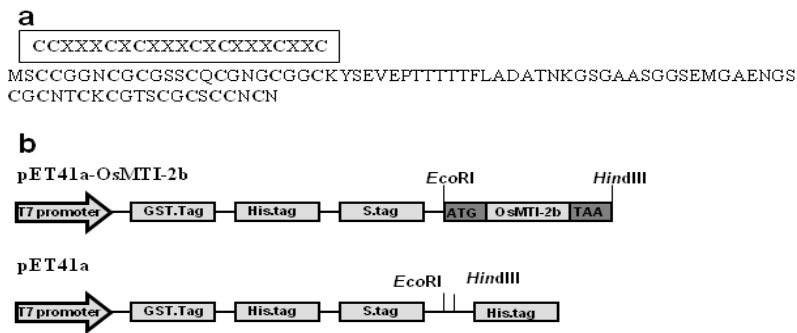 a
CCXXXCXCXXXCXCXXXCXXC
MSCCGGNCGCGSSCQCGNGCGGCKYSEVEPTTTTTFLADATNKGSGAASGGSEMGAENGS
CGCNTCKCGTSCGCSCCNCN
b
pET41a-OsMTI-2b
EcoRI HindIII
T7 promoter GST.Tag His.tag S.tag ATG OsMTI-2b TAA
pET41a
EcoRI HindIII
T7 promoter GST.Tag His.tag S.tag His.tag